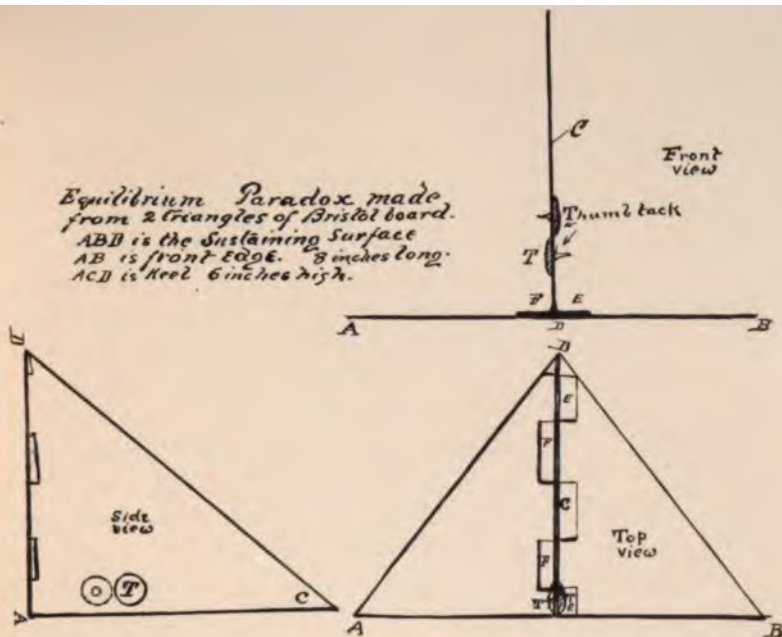 C
Front
view
Equilibrium Paradox made
from 2 triangles of Bristol board.
ABD is the Sustaining Surface
AB is front Edge. 8 inches long.
ACD is Keel 6 inches high.
Thumb tack
T
F E
A D B
D
D
E
F
C
Side
view
Top
view
F
T
T E
C
A
A
B